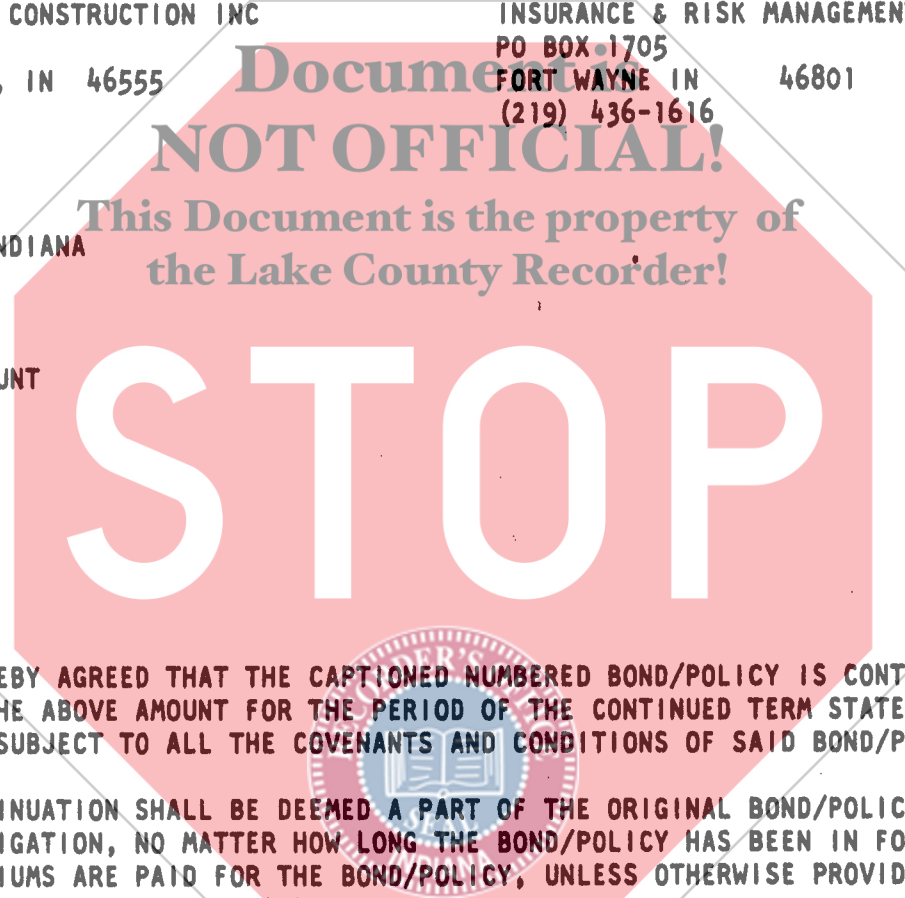 CONSTRUCTION INC INSURANCE & RISK MANAGEMENT
PO BOX 1705
, IN 46555 FORT WAYNE IN 46801
(219) 436-1616
Document is
NOT OFFICIAL!
This Document is the property of
the Lake County Recorder!
NDIANA
UNT
STOP
EBY AGREED THAT THE CAPTIONED NUMBERED BOND/POLICY IS CONT
HE ABOVE AMOUNT FOR THE PERIOD OF THE CONTINUED TERM STATE
SUBJECT TO ALL THE COVENANTS AND CONDITIONS OF SAID BOND/P
RECORDER'S OFFICE
SEAL
INDIANA
INUATION SHALL BE DEEMED A PART OF THE ORIGINAL BOND/POLIC
IGATION, NO MATTER HOW LONG THE BOND/POLICY HAS BEEN IN FO
IUMS ARE PAID FOR THE BOND/POLICY, UNLESS OTHERWISE PROVID